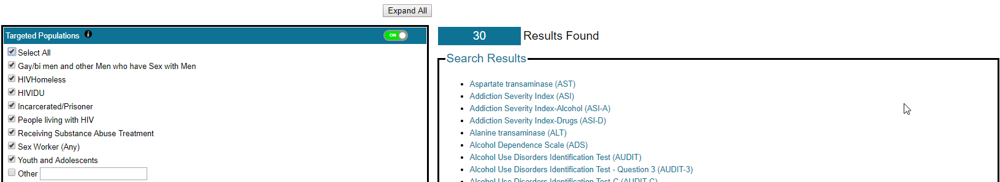 Expand All
Targeted Populations
ON
Select All
Gay/bi men and other Men who have Sex with Men
HIVHomeless
HIVIDU
Incarcerated/Prisoner
People living with HIV
Receiving Substance Abuse Treatment
Sex Worker (Any)
Youth and Adolescents
Other
30 Results Found
Search Results
Aspartate transaminase (AST)
Addiction Severity Index (ASI)
Addiction Severity Index-Alcohol (ASI-A)
Addiction Severity Index-Drugs (ASI-D)
Alanine transaminase (ALT)
Alcohol Dependence Scale (ADS)
Alcohol Use Disorders Identification Test (AUDIT)
Alcohol Use Disorders Identification Test - Question 3 (AUDIT-3)
Alcohol Use Disorders Identification Test-C (AUDIT-C)